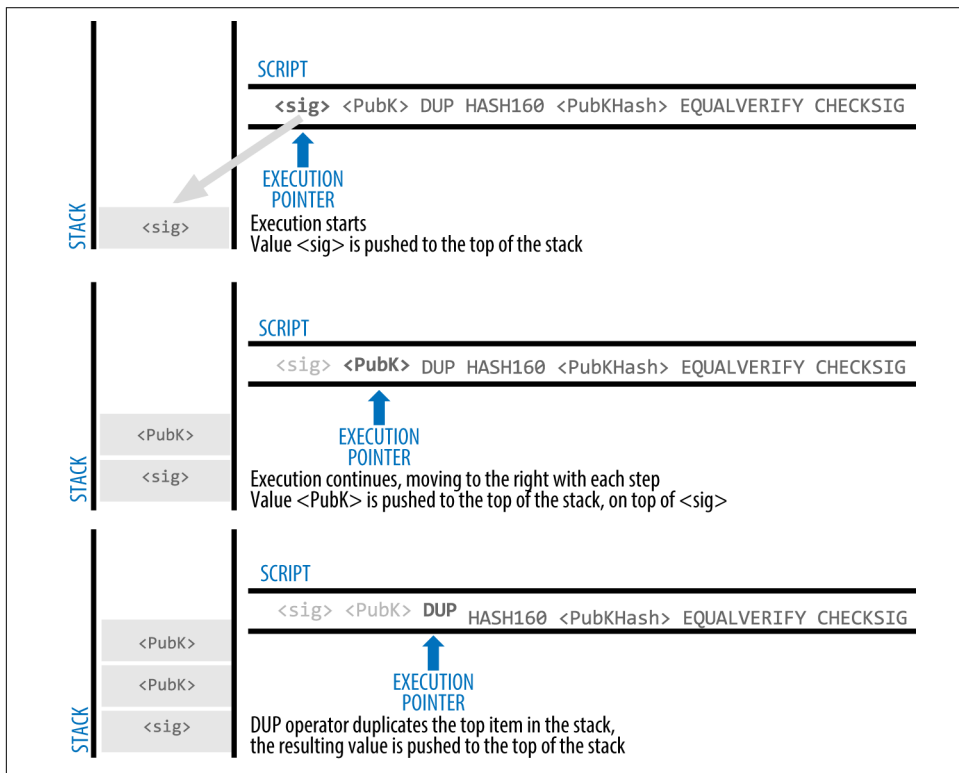 SCRIPT
<sig> <PubK> DUP HASH160 <PubKHash> EQUALVERIFY CHECKSIG
EXECUTION
POINTER
STACK
<sig>
Execution starts
Value <sig> is pushed to the top of the stack
SCRIPT
<sig> <PubK> DUP HASH160 <PubKHash> EQUALVERIFY CHECKSIG
EXECUTION
POINTER
STACK
<PubK>
<sig>
Execution continues, moving to the right with each step
Value <PubK> is pushed to the top of the stack, on top of <sig>
SCRIPT
<sig> <PubK> DUP HASH160 <PubKHash> EQUALVERIFY CHECKSIG
EXECUTION
POINTER
STACK
<PubK>
<PubK>
<sig>
DUP operator duplicates the top item in the stack,
the resulting value is pushed to the top of the stack